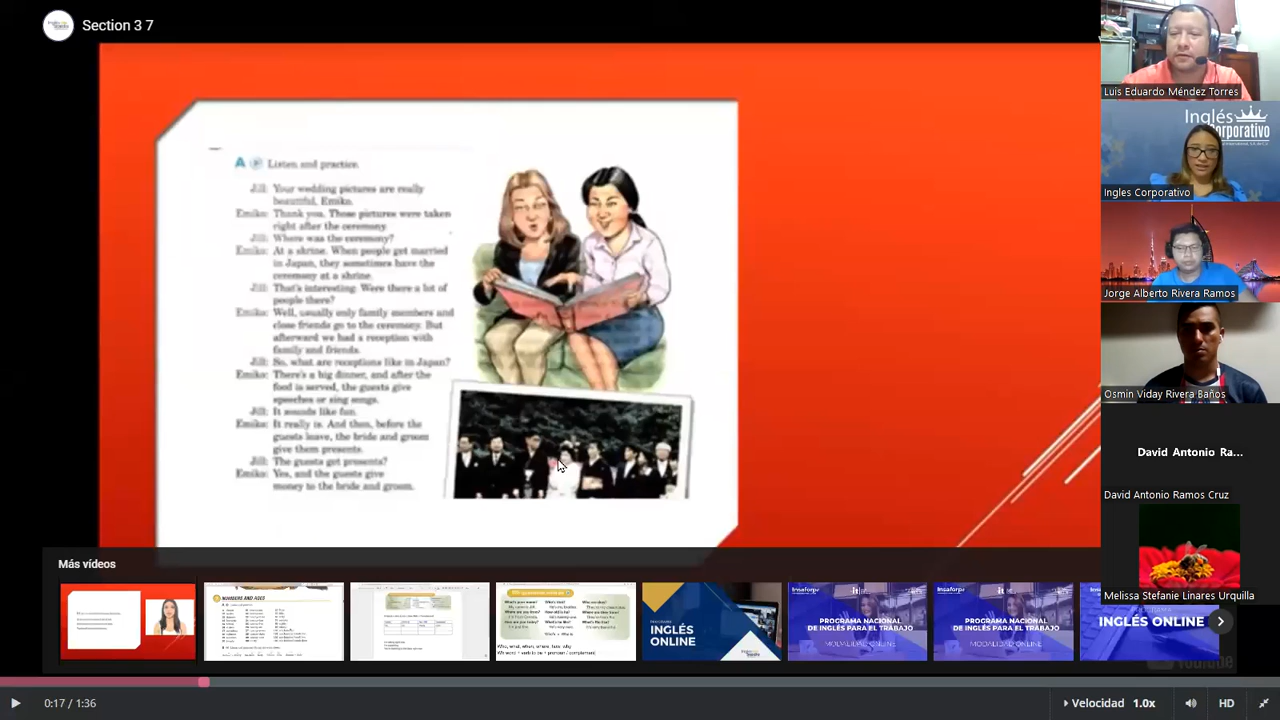 Section 3 7
A Listen and practice.
Jill: Your wedding pictures are really
beautiful, Emiko.
Emiko: Thank you. Those pictures were taken
right after the ceremony.
Jill: Where was the ceremony?
Emiko: At a shrine. When people get married
in Japan, they sometimes have the
ceremony at a shrine.
Jill: That's interesting. Were there a lot of
people there?
Emiko: Well, usually only family members and
close friends go to the ceremony. But
afterward we had a reception with
family and friends.
Jill: So, what are receptions like in Japan?
Emiko: There's a big dinner, and after the
food is served, the guests give
speeches or sing songs.
Jill: It sounds like fun.
Emiko: It really is. And then, before the
guests leave, the bride and groom
give them presents.
Jill: The guests get presents?
Emiko: Yes, and the guests give
money to the bride and groom.
Luis Eduardo Méndez Torres
Inglés
Corporativo
Ingles Corporativo
Jorge Alberto Rivera Ramos
Osmin Viday Rivera Baños
David Antonio Ra...
David Antonio Ramos Cruz
Melissa Stefanie Linares
Más vídeos
NUMBERS AND AGES
INGLÉS
ONLINE
Insaforp
PROGRAMA NACIONAL
DE INGLÉS PARA EL TRABAJO
MODALIDAD ONLINE
Insaforp
PROGRAMA NACIONAL
DE INGLÉS PARA EL TRABAJO
MODALIDAD ONLINE
Insaforp
INGLÉS ONLINE
YouTube
0:17 / 1:36
Velocidad 1.0x
HD